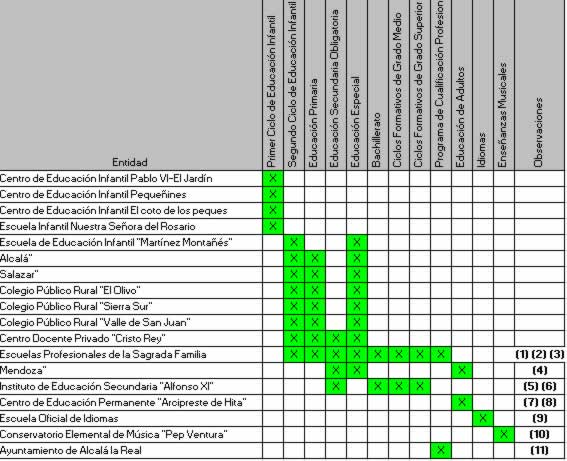 Entidad
Primer Ciclo de Educación Infantil
Segundo Ciclo de Educación Infantil
Educación Primaria
Educación Secundaria Obligatoria
Educación Especial
Bachillerato
Ciclos Formativos de Grado Medio
Ciclos Formativos de Grado Superior
Programa de Cualificación Profesion
Educación de Adultos
Idiomas
Enseñanzas Musicales
Observaciones
Centro de Educación Infantil Pablo VI-El Jardín X
Centro de Educación Infantil Pequeñines X
Centro de Educación Infantil El coto de los peques X
Escuela Infantil Nuestra Señora del Rosario X
Escuela de Educación Infantil "Martínez Montañés" X X
Alcalá" X X X
Salazar" X X X
Colegio Público Rural "El Olivo" X X X
Colegio Público Rural "Sierra Sur" X X X
Colegio Público Rural "Valle de San Juan" X X X
Centro Docente Privado "Cristo Rey" X X X X
Escuelas Profesionales de la Sagrada Familia X X X X X X X X (1) (2) (3)
Mendoza" X X X (4)
Instituto de Educación Secundaria "Alfonso XI" X X X X (5) (6)
Centro de Educación Permanente "Arcipreste de Hita" X (7) (8)
Escuela Oficial de Idiomas X (9)
Conservatorio Elemental de Música "Pep Ventura" X (10)
Ayuntamiento de Alcalá la Real X (11)